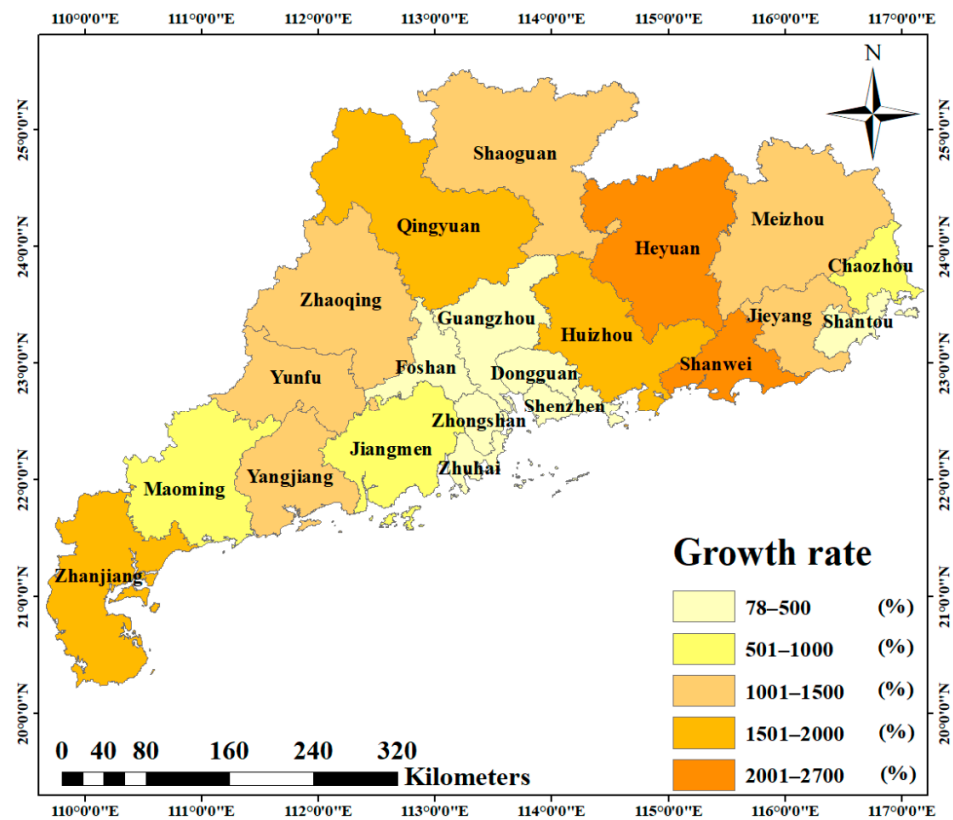 110°0'0"E 111°0'0"E 112°0'0"E 113°0'0"E 114°0'0"E 115°0'0"E 116°0'0"E 117°0'0"E
N
25°0'0"N
25°0'0"N
Shaoguan
Meizhou
Qingyuan
24°0'0"N
Heyuan
24°0'0"N
Chaozhou
Zhaoqing
Guangzhou
Jieyang
Shantou
Huizhou
23°0'0"N
Foshan
Dongguan
Shanwei
23°0'0"N
Yunfu
Shenzhen
Zhongshan
Jiangmen
Zhuhai
22°0'0"N
Maoming
Yangjiang
22°0'0"N
Growth rate
Zhanjiang
21°0'0"N
21°0'0"N
78–500 (%)
501–1000 (%)
1001–1500 (%)
20°0'0"N
20°0'0"N
1501–2000 (%)
0 40 80 160 240 320
Kilometers
2001–2700 (%)
110°0'0"E 111°0'0"E 112°0'0"E 113°0'0"E 114°0'0"E 115°0'0"E 116°0'0"E 117°0'0"E